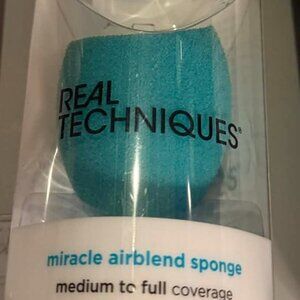 REAL
TECHNIQUES®
miracle airblend sponge
medium to full coverage